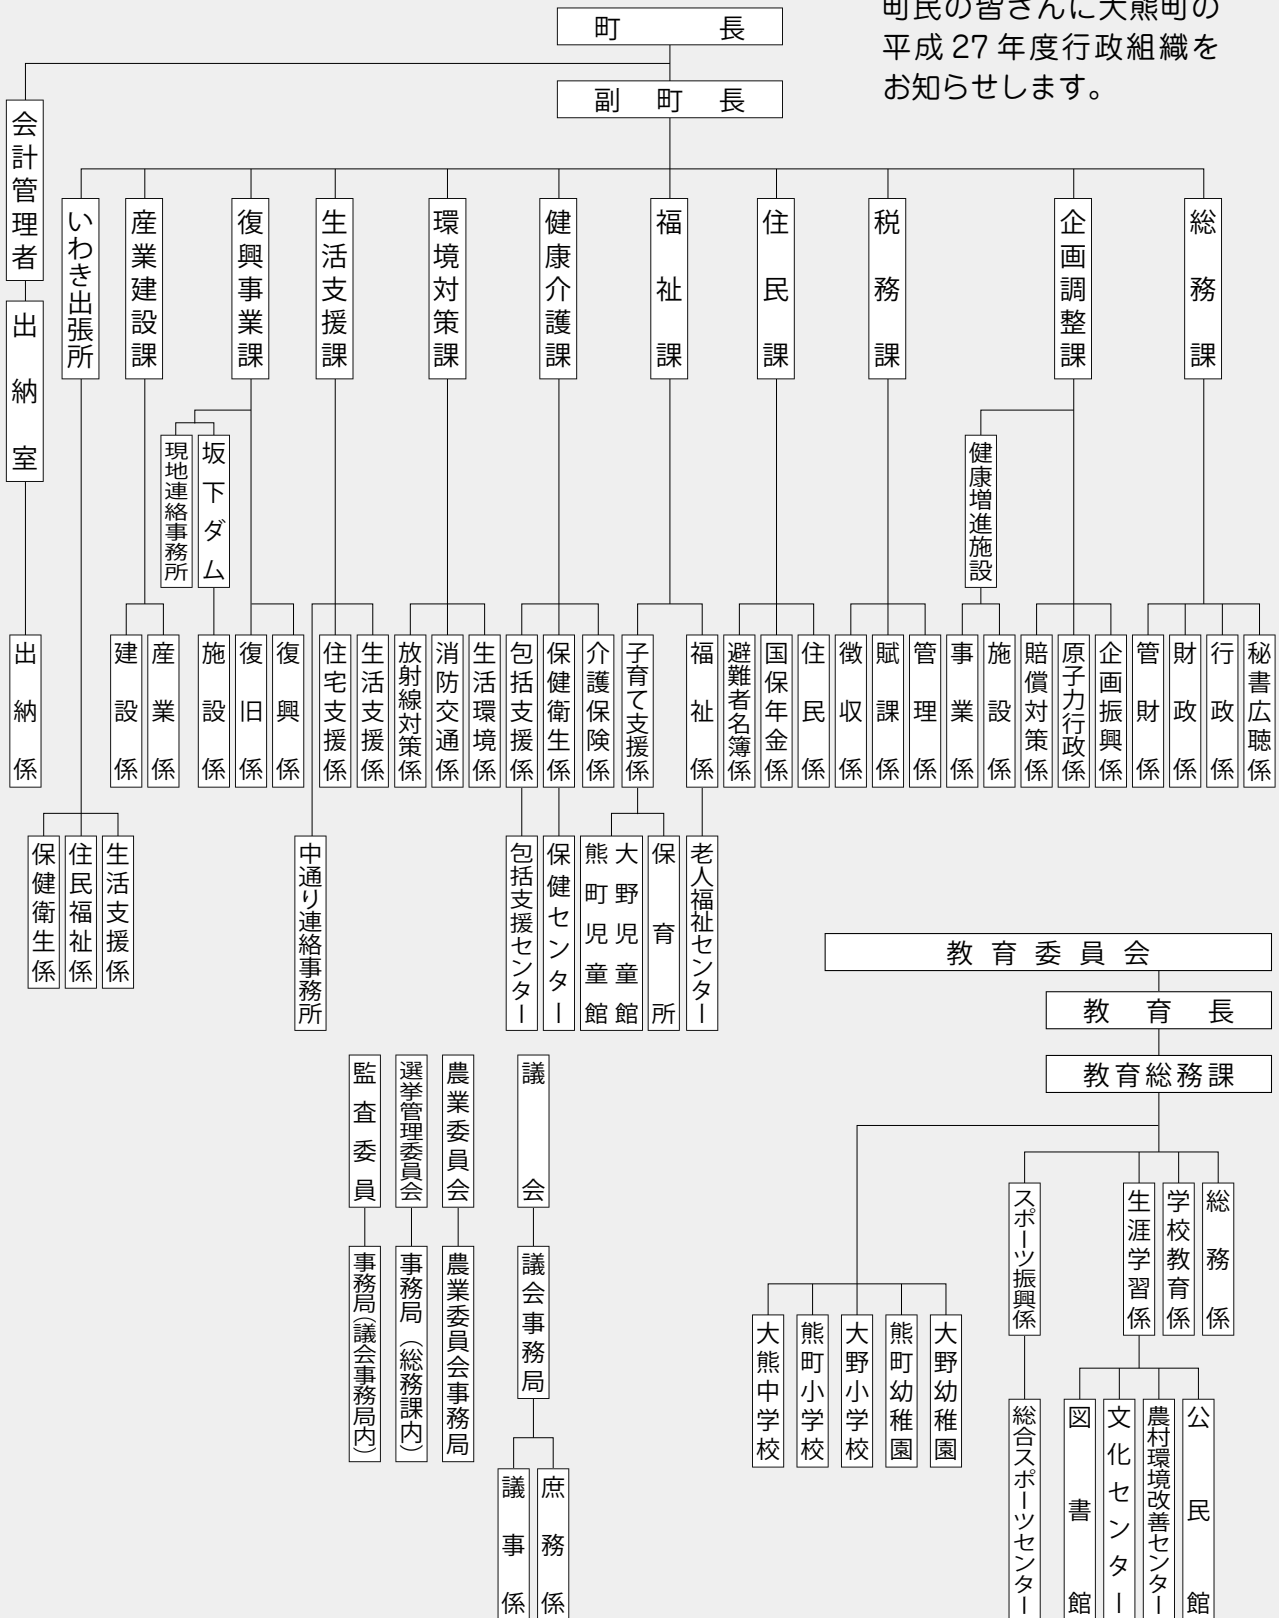 町民の皆さんに大熊町の
平成27年度行政組織を
お知らせします。
町長
副町長
会計管理者
出納室
出納係
総務課
企画調整課
税務課
住民課
福祉課
健康介護課
環境対策課
生活支援課
復興事業課
産業建設課
いわき出張所
健康増進施設
坂下ダム
現地連絡事務所
秘書広聴係
行政係
財政係
管財係
企画振興係
原子力行政係
賠償対策係
施設係
事業係
管理係
賦課係
徴収係
住民係
国保年金係
避難者名簿係
福祉係
子育て支援係
介護保険係
保健衛生係
包括支援係
生活環境係
消防交通係
放射線対策係
生活支援係
住宅支援係
復興係
復旧係
施設係
産業係
建設係
老人福祉センター
保育所
大野児童館
熊町児童館
保健センター
包括支援センター
中通り連絡事務所
生活支援係
住民福祉係
保健衛生係
教育委員会
教育長
教育総務課
総務係
学校教育係
生涯学習係
スポーツ振興係
大野幼稚園
熊町幼稚園
大野小学校
熊町小学校
大熊中学校
公民館
農村環境改善センター
文化センター
図書館
総合スポーツセンター
議会
農業委員会
選挙管理委員会
監査委員
議会事務局
農業委員会事務局
事務局（総務課内）
事務局（議会事務局内）
庶務係
議事係